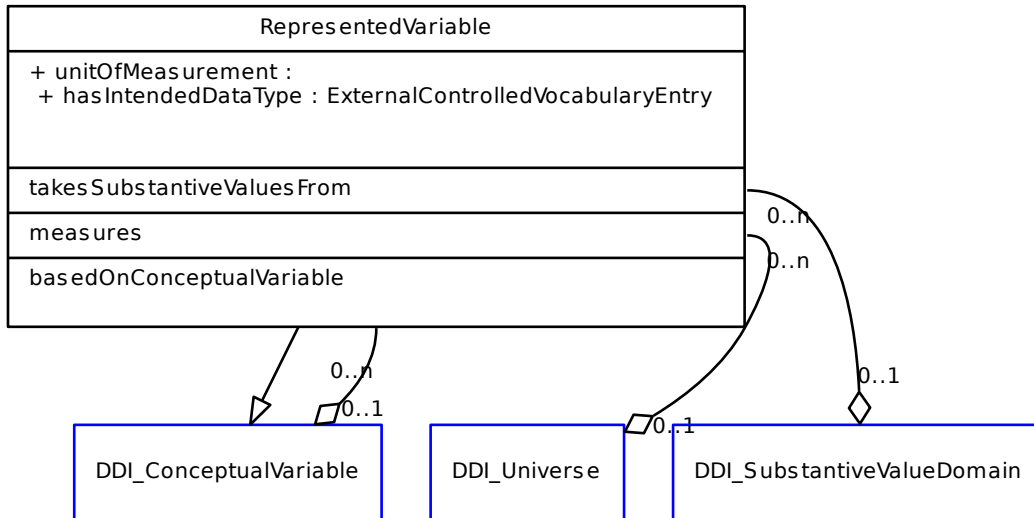 RepresentedVariable
+ unitOfMeasurement :
+ hasIntendedDataType : ExternalControlledVocabularyEntry
takesSubstantiveValuesFrom
0..n
measures
0..n
basedOnConceptualVariable
0..n
0..1
0..1
0..1
DDI_ConceptualVariable
DDI_Universe
DDI_SubstantiveValueDomain